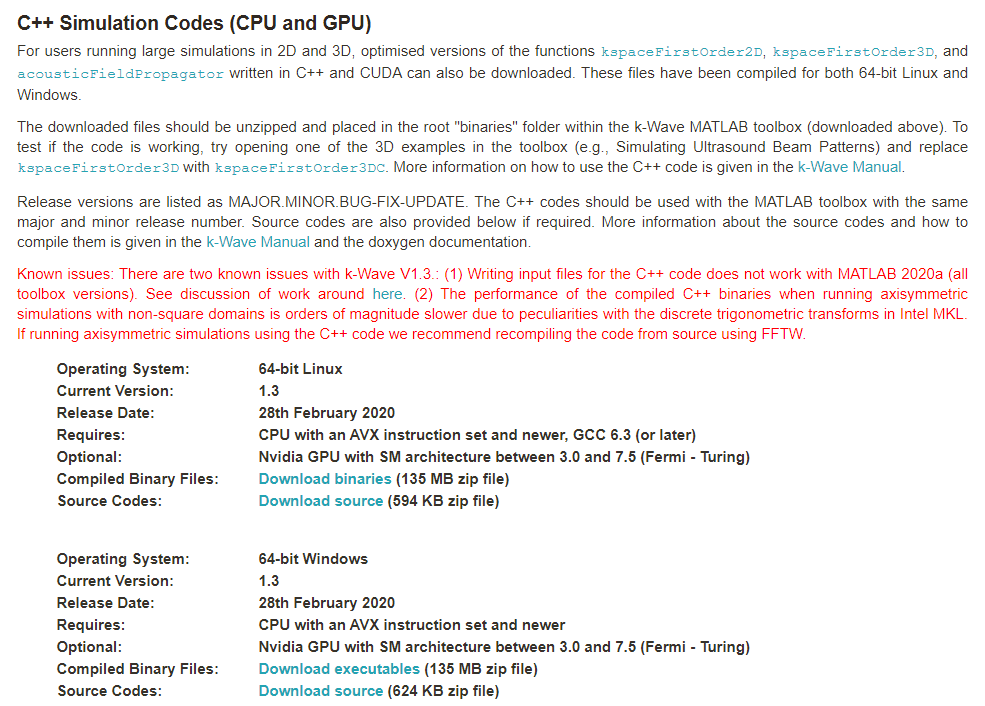 C++ Simulation Codes (CPU and GPU)
For users running large simulations in 2D and 3D, optimised versions of the functions kspaceFirstOrder2D, kspaceFirstOrder3D, and
acousticFieldPropagator written in C++ and CUDA can also be downloaded. These files have been compiled for both 64-bit Linux and
Windows.
The downloaded files should be unzipped and placed in the root "binaries" folder within the k-Wave MATLAB toolbox (downloaded above). To
test if the code is working, try opening one of the 3D examples in the toolbox (e.g., Simulating Ultrasound Beam Patterns) and replace
kspaceFirstOrder3D with kspaceFirstOrder3DC. More information on how to use the C++ code is given in the k-Wave Manual.
Release versions are listed as MAJOR.MINOR.BUG-FIX-UPDATE. The C++ codes should be used with the MATLAB toolbox with the same
major and minor release number. Source codes are also provided below if required. More information about the source codes and how to
compile them is given in the k-Wave Manual and the doxygen documentation.
Known issues: There are two known issues with k-Wave V1.3.: (1) Writing input files for the C++ code does not work with MATLAB 2020a (all
toolbox versions). See discussion of work around here. (2) The performance of the compiled C++ binaries when running axisymmetric
simulations with non-square domains is orders of magnitude slower due to peculiarities with the discrete trigonometric transforms in Intel MKL.
If running axisymmetric simulations using the C++ code we recommend recompiling the code from source using FFTW.
Operating System: 64-bit Linux
Current Version: 1.3
Release Date: 28th February 2020
Requires: CPU with an AVX instruction set and newer, GCC 6.3 (or later)
Optional: Nvidia GPU with SM architecture between 3.0 and 7.5 (Fermi - Turing)
Compiled Binary Files: Download binaries (135 MB zip file)
Source Codes: Download source (594 KB zip file)
Operating System: 64-bit Windows
Current Version: 1.3
Release Date: 28th February 2020
Requires: CPU with an AVX instruction set and newer
Optional: Nvidia GPU with SM architecture between 3.0 and 7.5 (Fermi - Turing)
Compiled Binary Files: Download executables (135 MB zip file)
Source Codes: Download source (624 KB zip file)